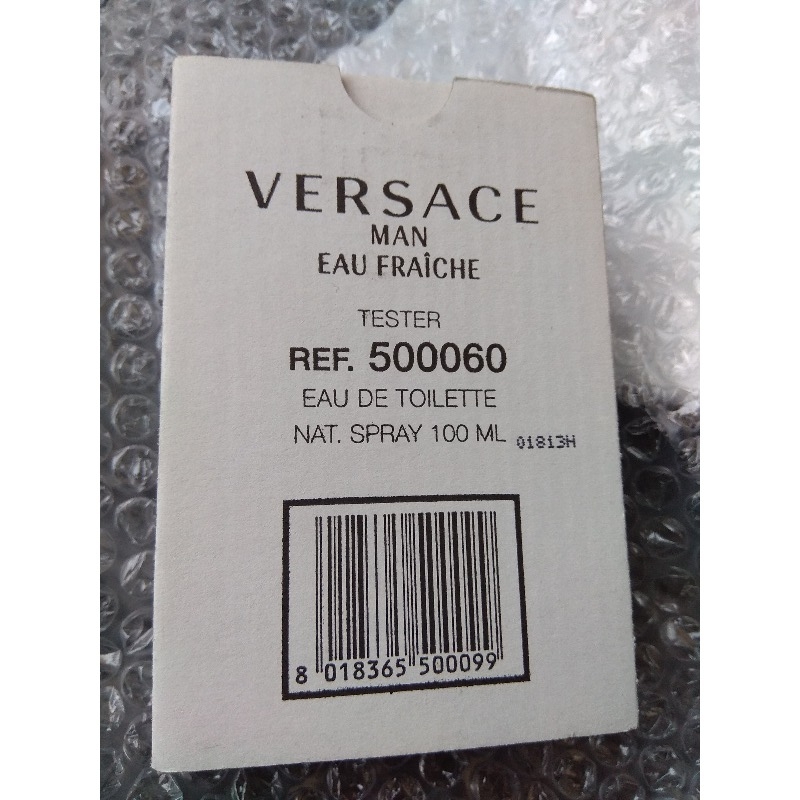 VERSACE
MAN
EAU FRAÎCHE
TESTER
REF. 500060
EAU DE TOILETTE
NAT. SPRAY 100 ML 01813H
8 018365 500099